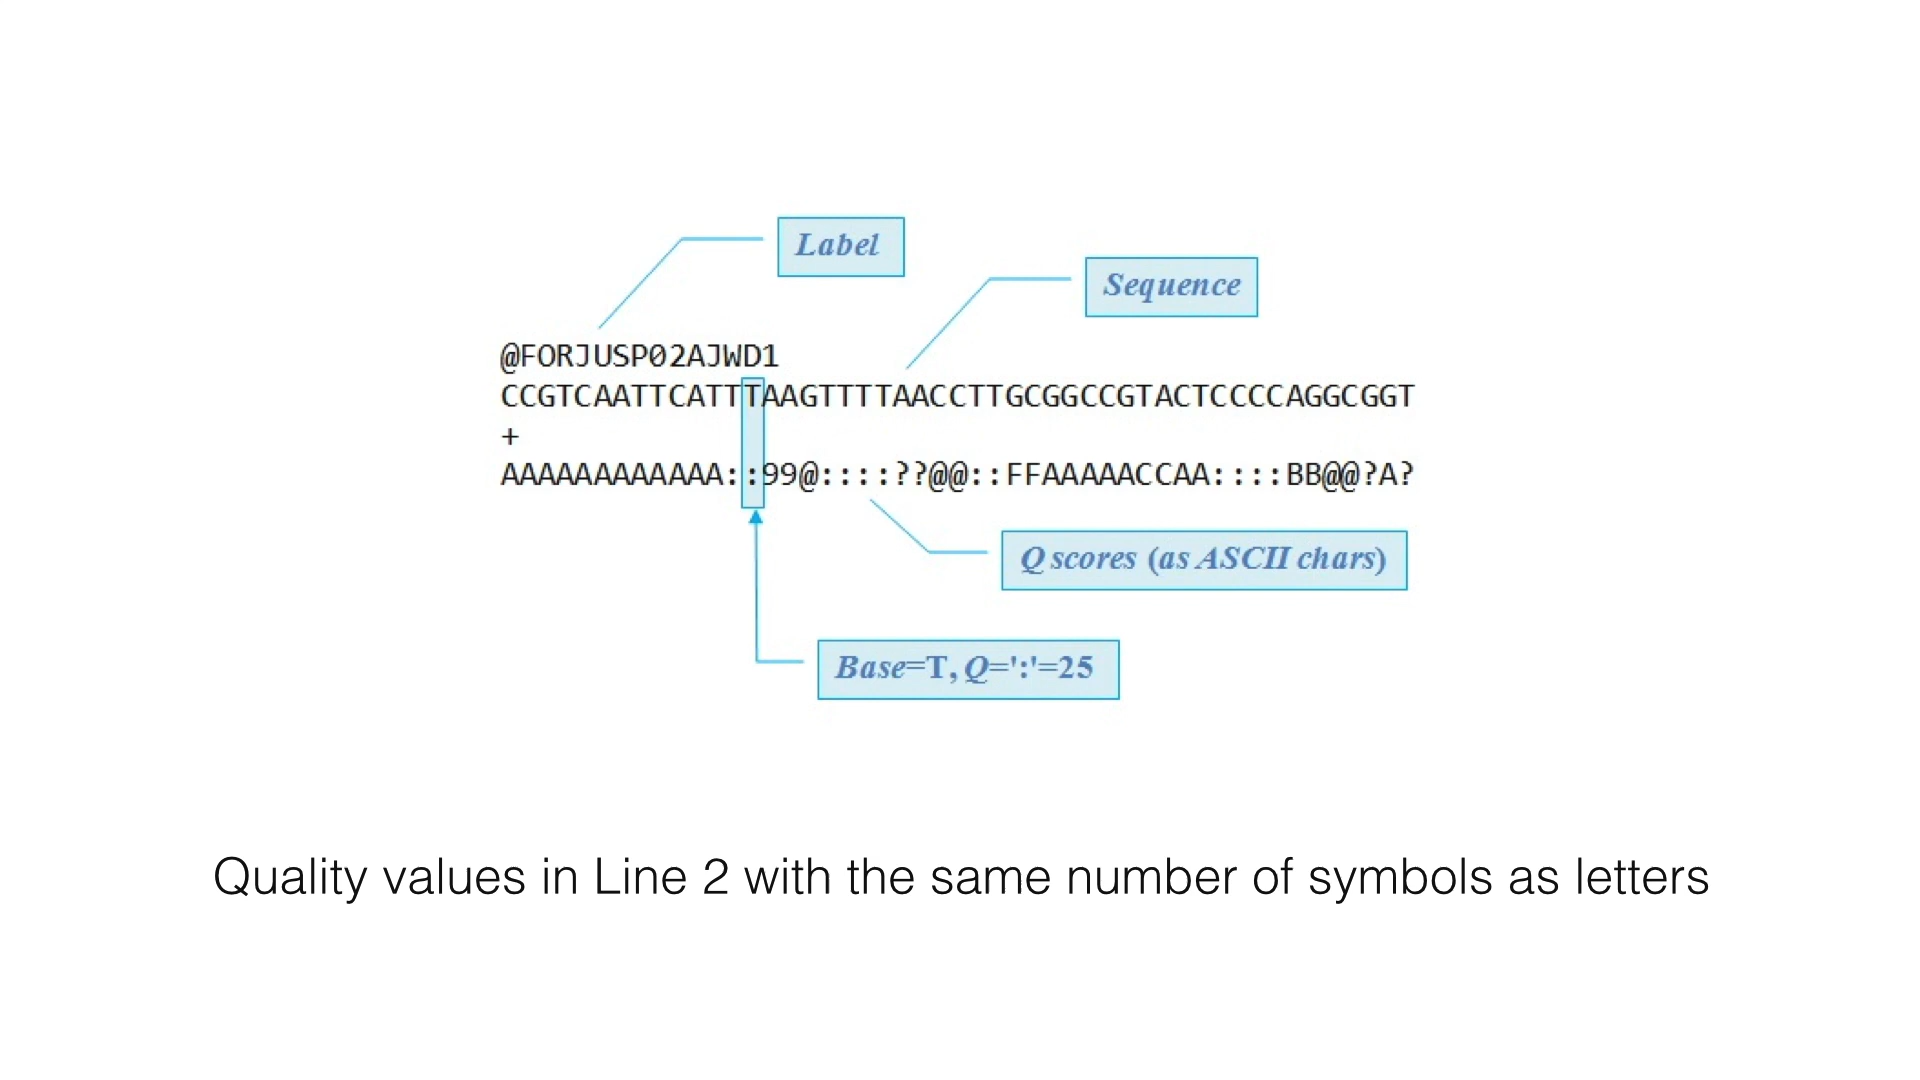 Label
Sequence
@FORJUSP02AJWD1
CCGTCAATTCATTTAAGTTTTAACCTTGCGGCCGTACTCCCCAGGCGGT
+
AAAAAAAAAAAA::99@::::??@@::FFAAAAACCAA::::BB@@?A?
Q scores (as ASCII chars)
Base=T, Q=':'=25
Quality values in Line 2 with the same number of symbols as letters